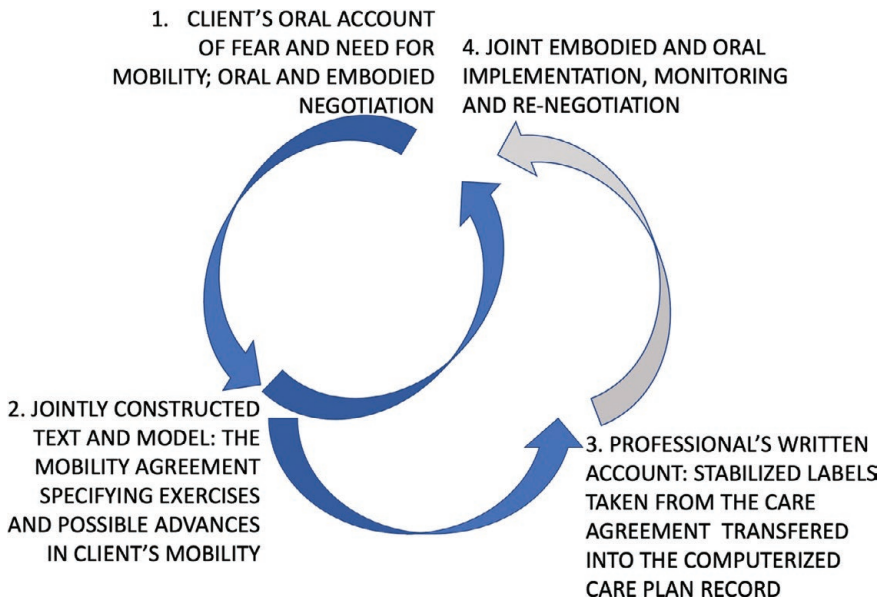 1. CLIENT'S ORAL ACCOUNT
OF FEAR AND NEED FOR
MOBILITY; ORAL AND EMBODIED
NEGOTIATION
4. JOINT EMBODIED AND ORAL
IMPLEMENTATION, MONITORING
AND RE-NEGOTIATION
2. JOINTLY CONSTRUCTED
TEXT AND MODEL: THE
MOBILITY AGREEMENT
SPECIFYING EXERCISES
AND POSSIBLE ADVANCES
IN CLIENT'S MOBILITY
3. PROFESSIONAL'S WRITTEN
ACCOUNT: STABILIZED LABELS
TAKEN FROM THE CARE
AGREEMENT TRANSFERED
INTO THE COMPUTERIZED
CARE PLAN RECORD